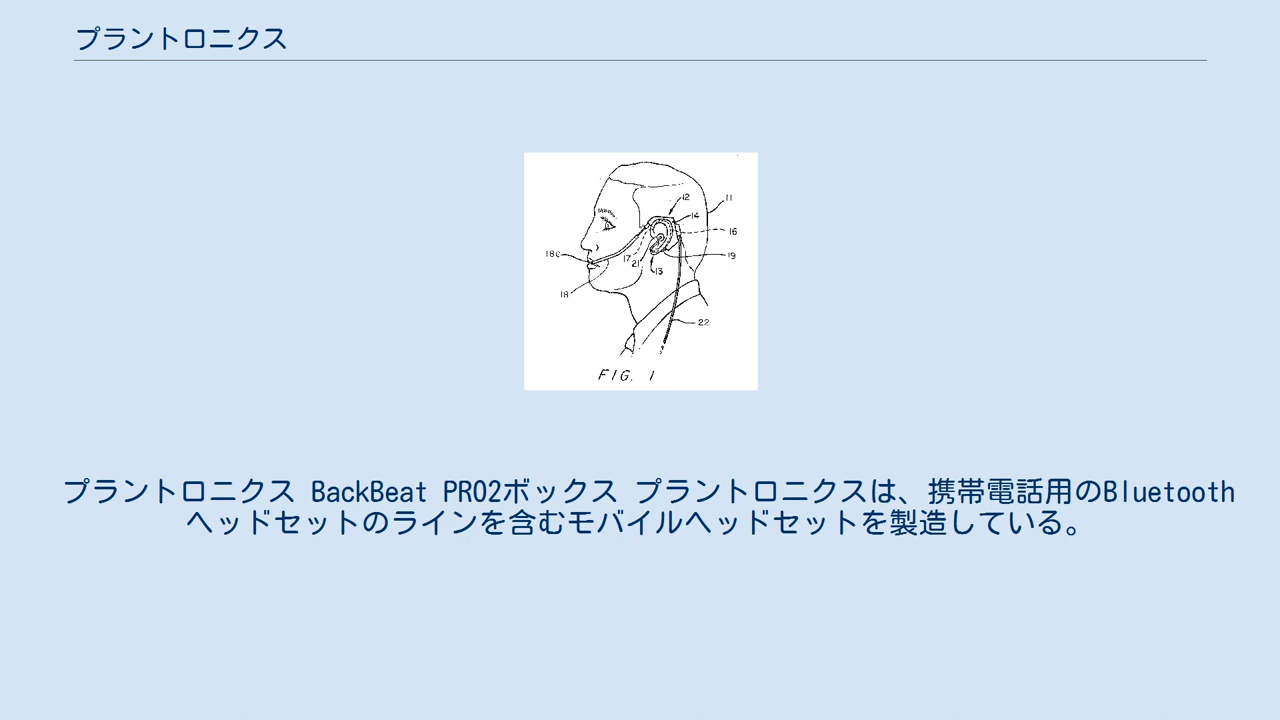 プラントロニクス
12
11
14
16
18c
17
21
19
13
18
22
FIG. 1
プラントロニクス BackBeat PRO2ボックス プラントロニクスは、携帯電話用のBluetooth
ヘッドセットのラインを含むモバイルヘッドセットを製造している。